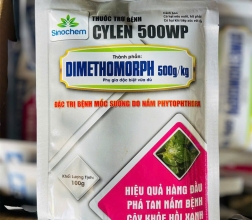 Sinochem
THUỐC TRỪ BỆNH
CYLEN 500WP
Thành phần:
DIMETHOMORPH 500g/kg
Phụ gia đặc biệt vừa đủ
ĐẶC TRỊ BỆNH MỐC SƯƠNG DO NẤM PHYTOPHTHORA
Khối Lượng Tịnh:
100g
HIỆU QUẢ HÀNG ĐẦU
PHÁ TAN NẤM BỆNH
CÂY KHỎE HỒI XANH